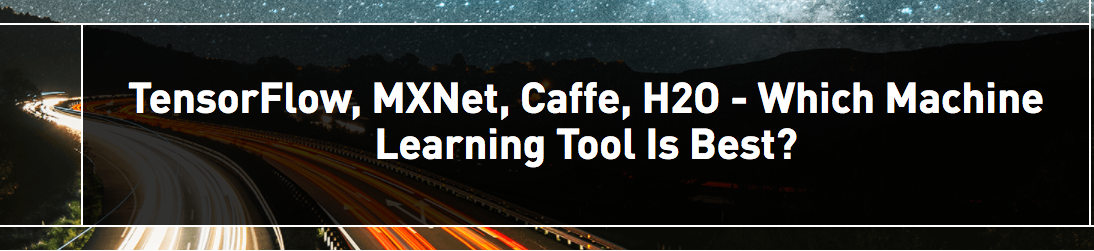 TensorFlow, MXNet, Caffe, H2O - Which Machine
Learning Tool Is Best?